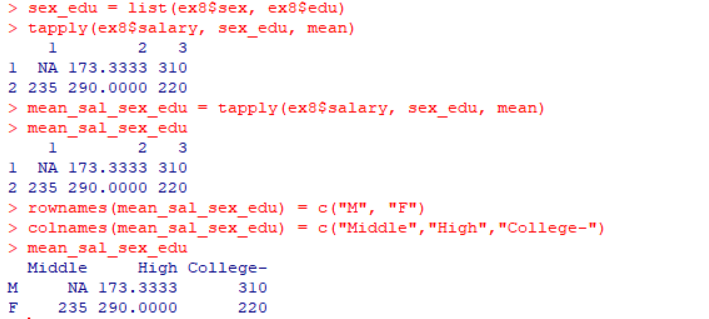 > sex_edu = list(ex8$sex, ex8$edu)
> tapply(ex8$salary, sex_edu, mean)
    1        2   3
1  NA 173.3333 310
2 235 290.0000 220
> mean_sal_sex_edu = tapply(ex8$salary, sex_edu, mean)
> mean_sal_sex_edu
    1        2   3
1  NA 173.3333 310
2 235 290.0000 220
> rownames(mean_sal_sex_edu) = c("M", "F")
> colnames(mean_sal_sex_edu) = c("Middle","High","College-")
> mean_sal_sex_edu
  Middle     High College-
M     NA 173.3333      310
F    235 290.0000      220